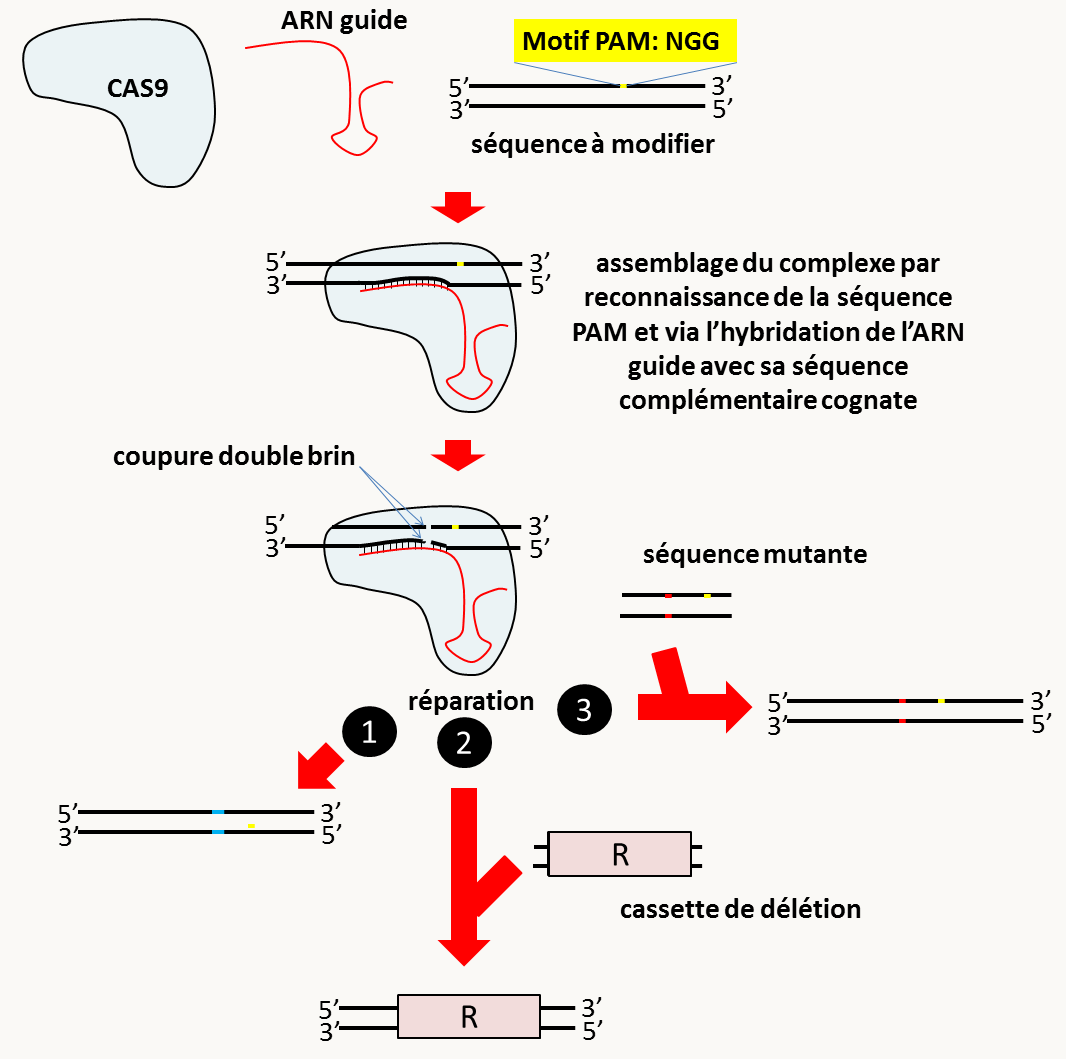 ARN guide
CAS9
Motif PAM: NGG
5’ 3’
3’ 5’
séquence à modifier
5’ 3’
3’ 5’
assemblage du complexe par
reconnaissance de la séquence
PAM et via l’hybridation de l’ARN
guide avec sa séquence
complémentaire cognate
coupure double brin
5’ 3’
3’ 5’
séquence mutante
réparation
1
2
3
5’ 3’
3’ 5’
5’ 3’
3’ 5’
R
cassette de délétion
5’ R 3’
3’ 5’